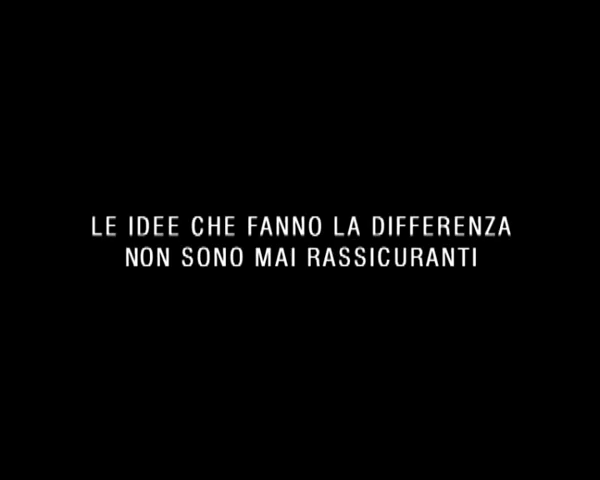 LE IDEE CHE FANNO LA DIFFERENZA
NON SONO MAI RASSICURANTI